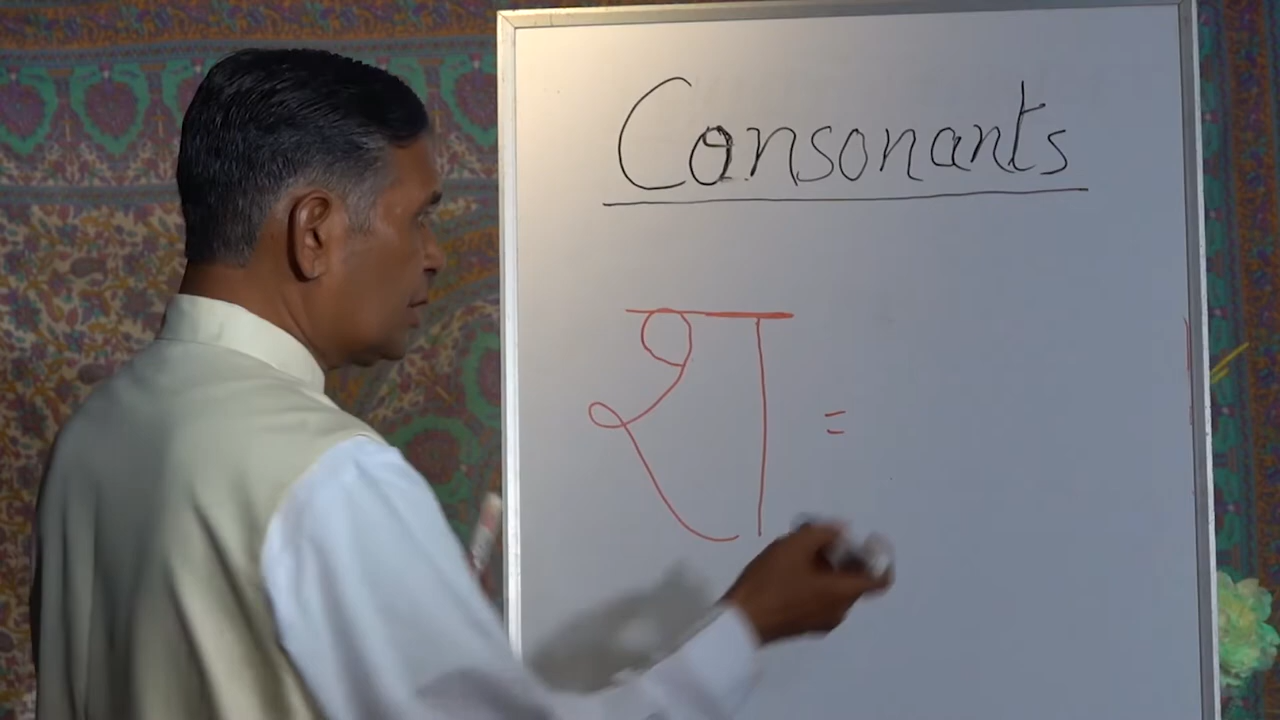 Consonants
श =